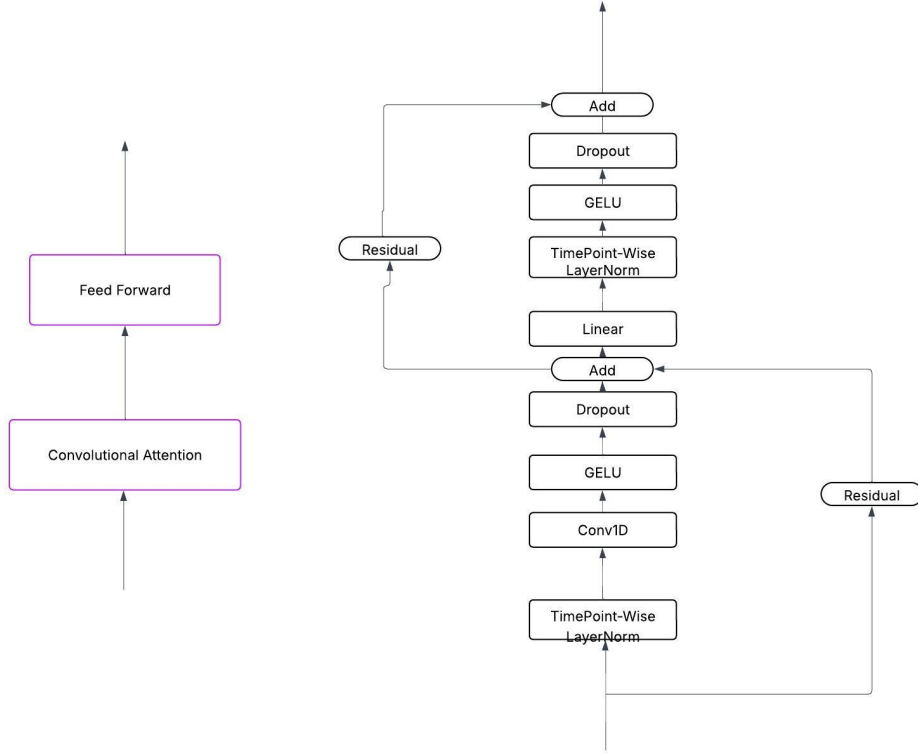 Feed Forward
Convolutional Attention
Add
Dropout
GELU
TimePoint-Wise
LayerNorm
Residual
Linear
Add
Dropout
GELU
Residual
Conv1D
TimePoint-Wise
LayerNorm